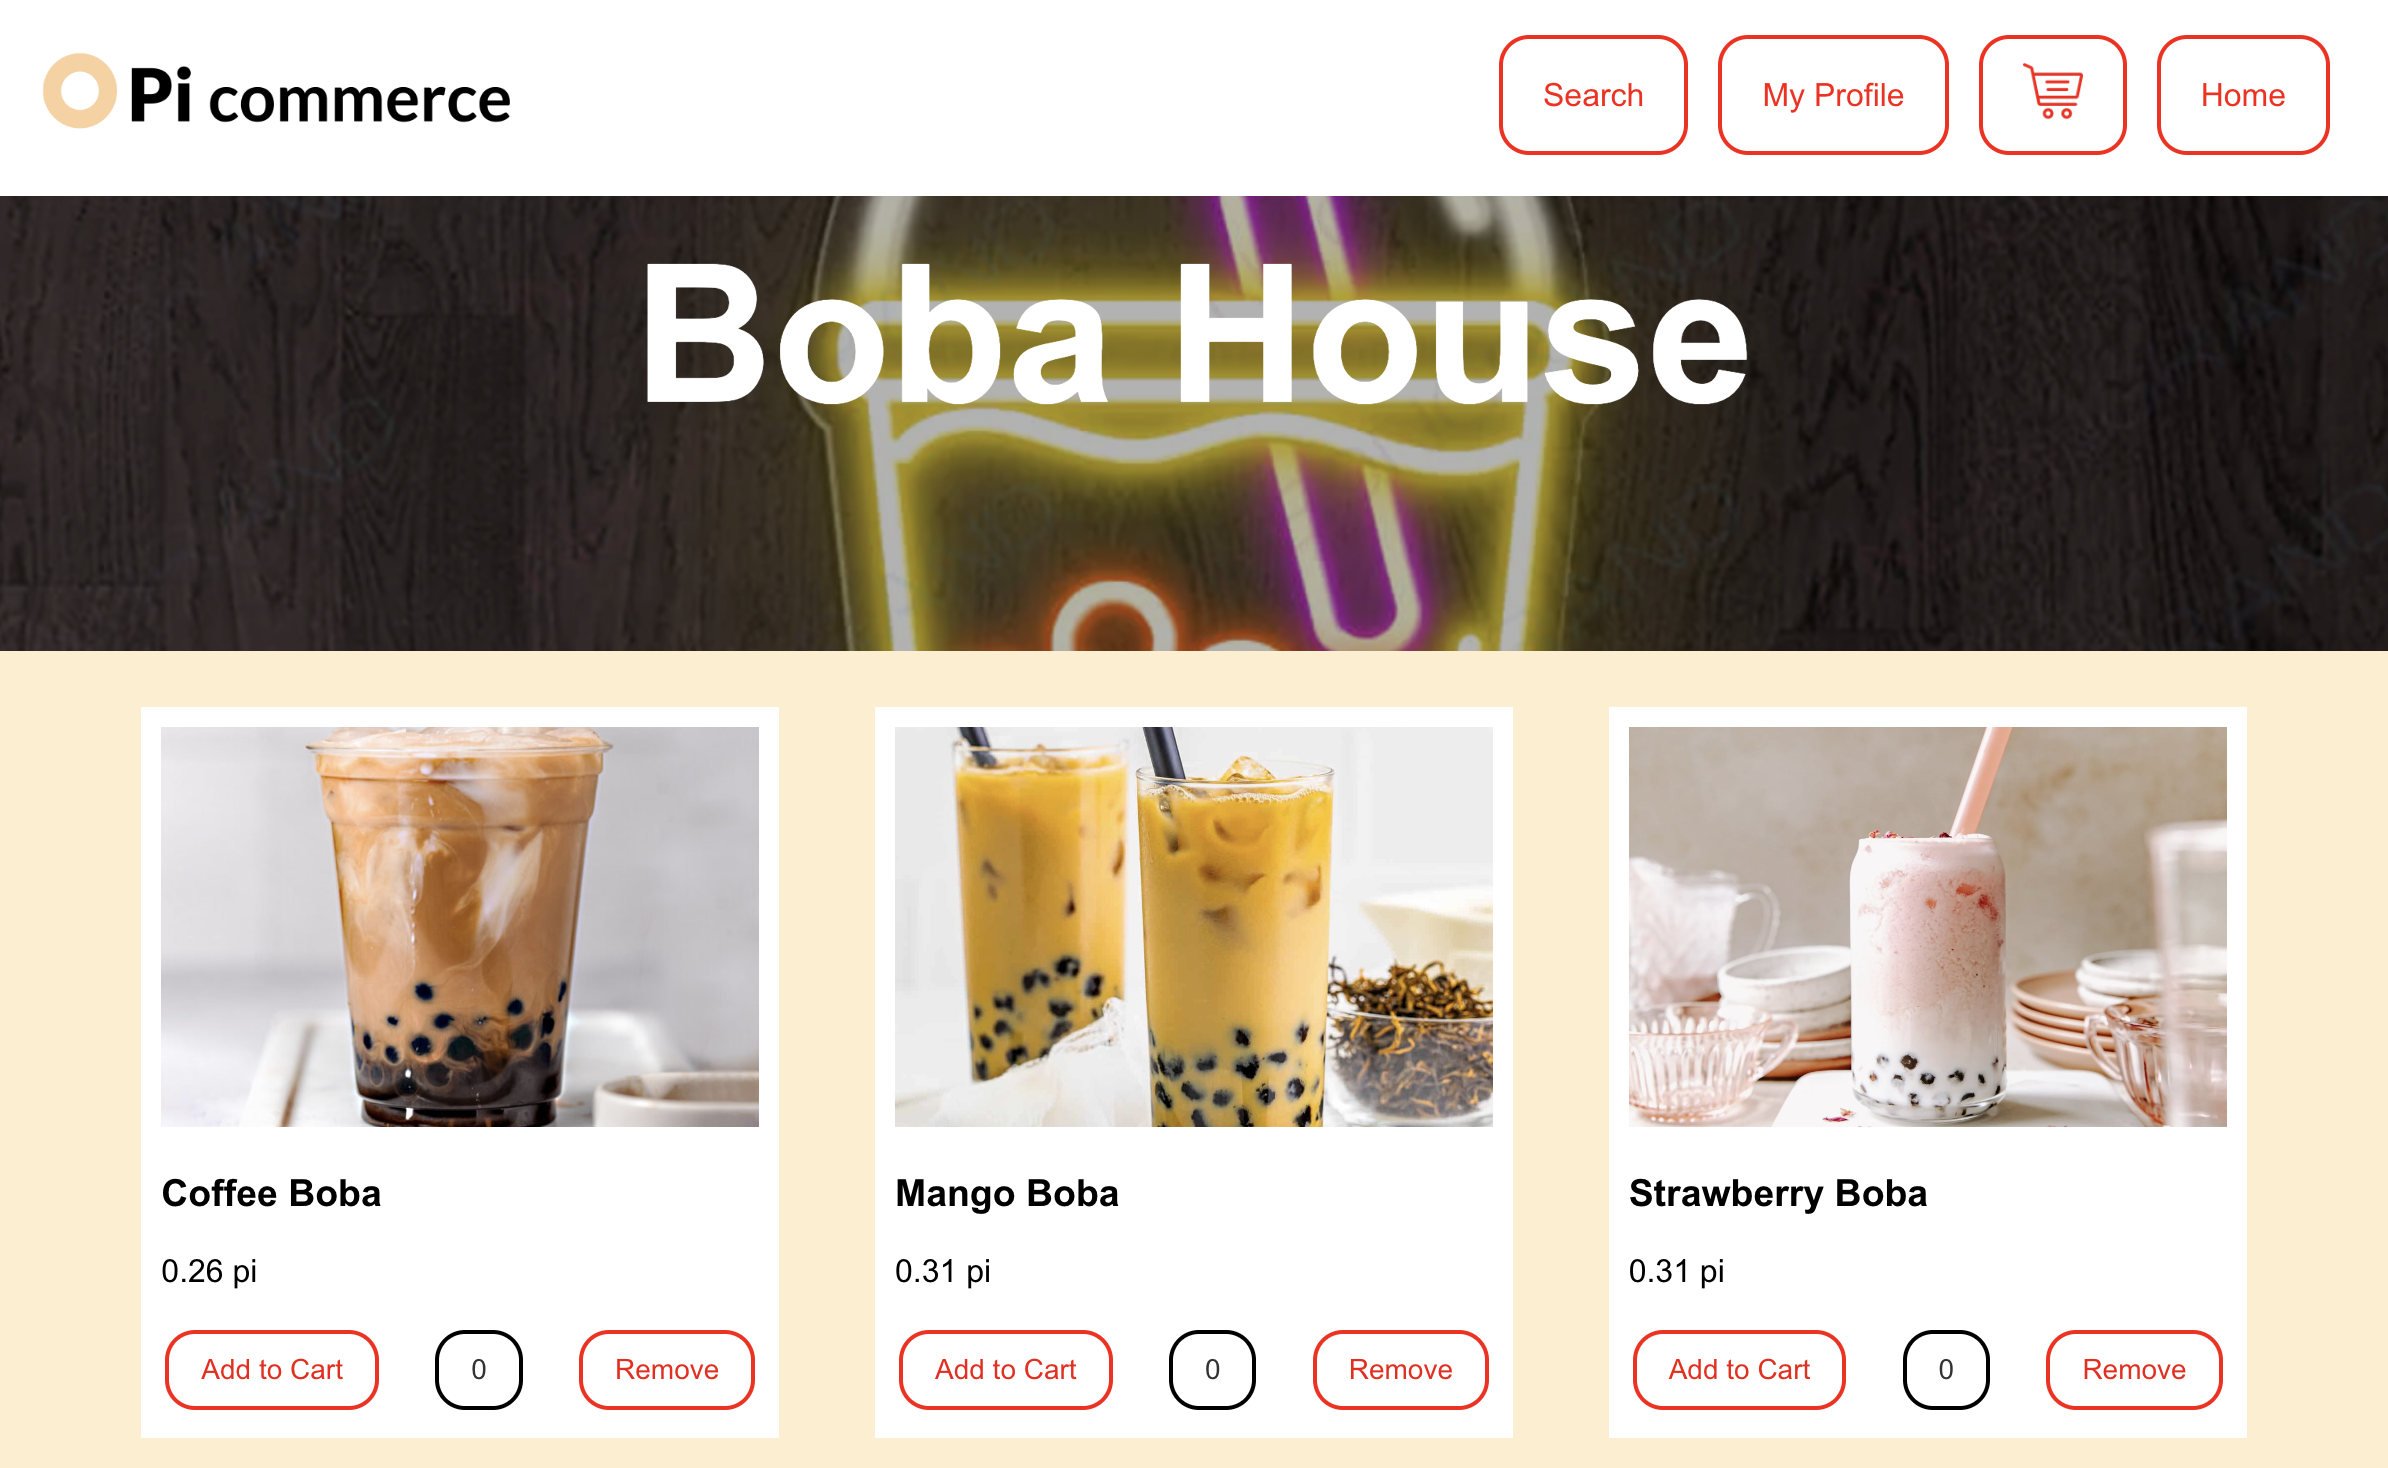 Pi commerce
Search
My Profile
Home
Boba House
Coffee Boba
0.26 pi
Add to Cart
0
Remove
Mango Boba
0.31 pi
Add to Cart
0
Remove
Strawberry Boba
0.31 pi
Add to Cart
0
Remove